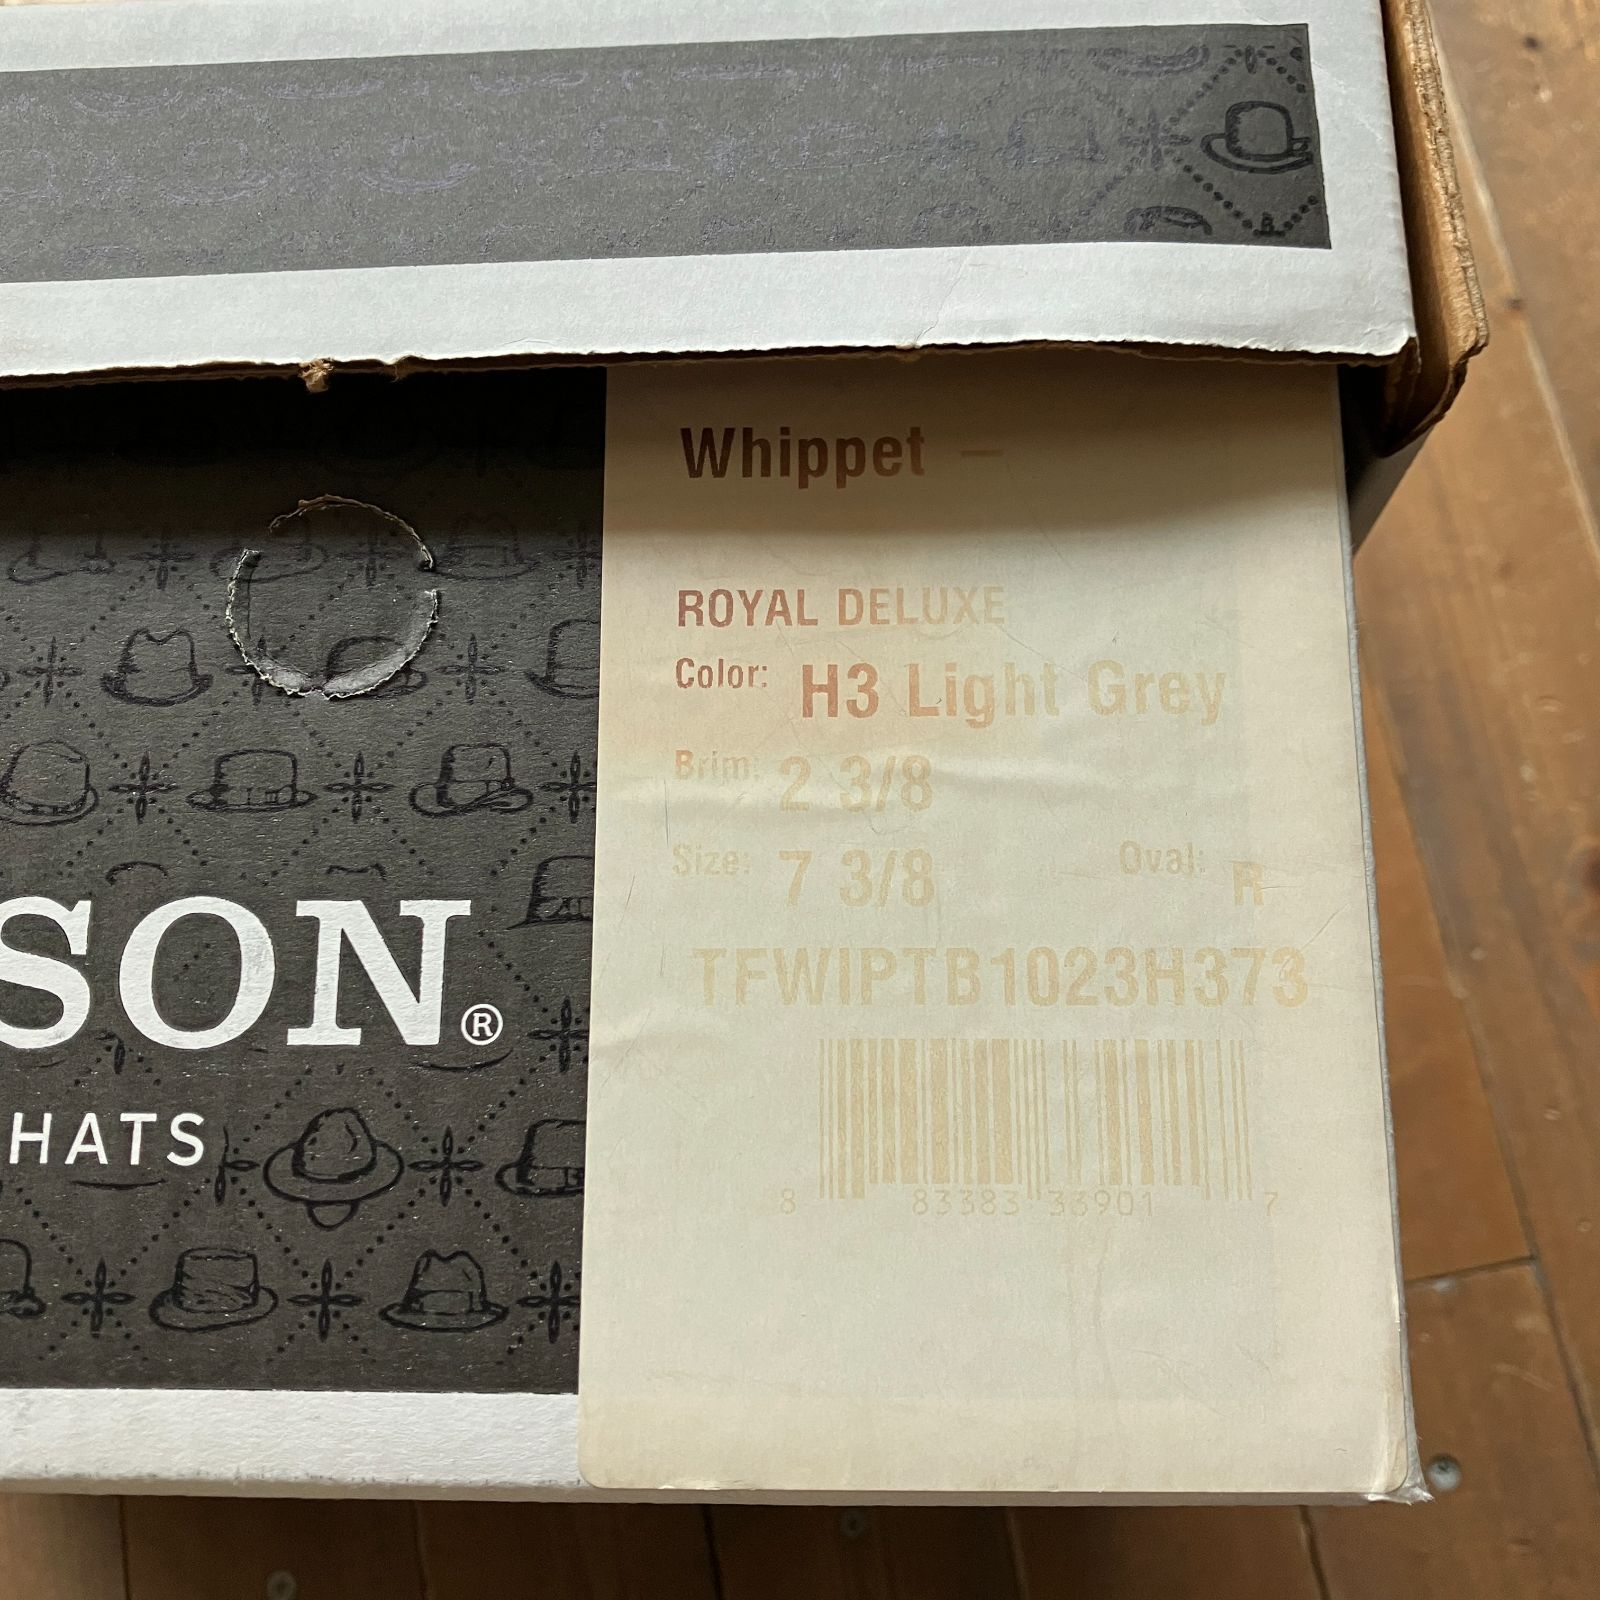 Whippet –
ROYAL DELUXE
Color: H3 Light Grey
Brim: 2 3/8
Size: 7 3/8 Oval: R
TFWIPTB1023H373
8 83383 33901 7
SON®
HATS